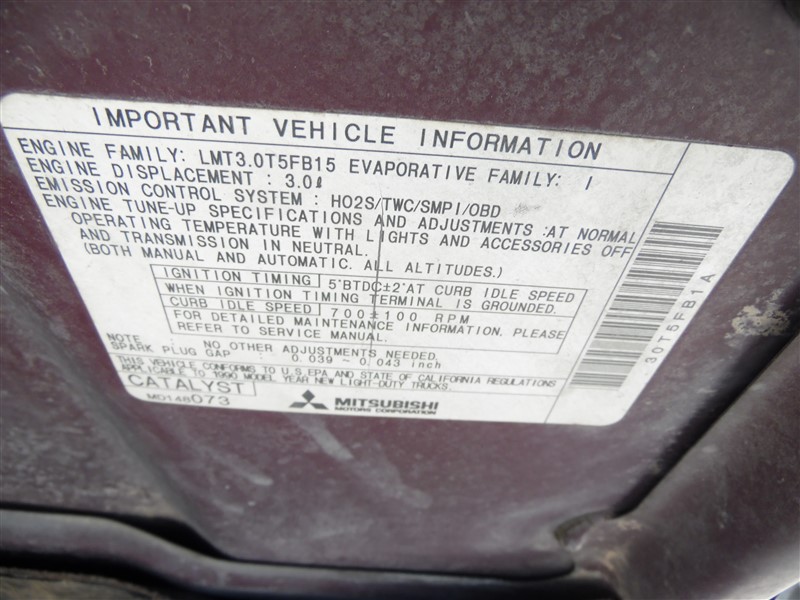 IMPORTANT VEHICLE INFORMATION
ENGINE FAMILY: LMT3.0T5FB15 EVAPORATIVE FAMILY: I
ENGINE DISPLACEMENT : 3.0ℓ
EMISSION CONTROL SYSTEM : HO2S/TWC/SMPI/OBD
ENGINE TUNE-UP SPECIFICATIONS AND ADJUSTMENTS :AT NORMAL
OPERATING TEMPERATURE WITH LIGHTS AND ACCESSORIES OFF
AND TRANSMISSION IN NEUTRAL.
(BOTH MANUAL AND AUTOMATIC. ALL ALTITUDES.)
IGNITION TIMING 5°BTDC±2°AT CURB IDLE SPEED
WHEN IGNITION TIMING TERMINAL IS GROUNDED.
CURB IDLE SPEED 700±100 RPM
FOR DETAILED MAINTENANCE INFORMATION. PLEASE
REFER TO SERVICE MANUAL.
NOTE : NO OTHER ADJUSTMENTS NEEDED.
SPARK PLUG GAP : 0.039 ~ 0.043 inch
THIS VEHICLE CONFORMS TO U.S.EPA AND STATE OF CALIFORNIA REGULATIONS
APPLICABLE TO 1990 MODEL YEAR NEW LIGHT-DUTY TRUCKS.
CATALYST
MD148073
MITSUBISHI
MOTORS CORPORATION
30T5FB1A